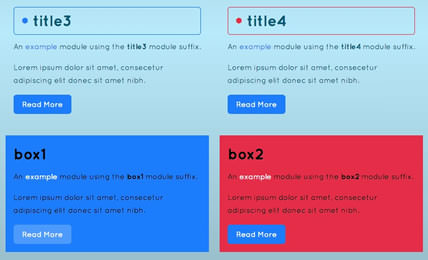 title3
An example module using the title3 module suffix.
Lorem ipsum dolor sit amet, consectetur
adipiscing elit donec sit amet nibh.
Read More
title4
An example module using the title4 module suffix.
Lorem ipsum dolor sit amet, consectetur
adipiscing elit donec sit amet nibh.
Read More
box1
An example module using the box1 module suffix.
Lorem ipsum dolor sit amet, consectetur
adipiscing elit donec sit amet nibh.
Read More
box2
An example module using the box2 module suffix.
Lorem ipsum dolor sit amet, consectetur
adipiscing elit donec sit amet nibh.
Read More